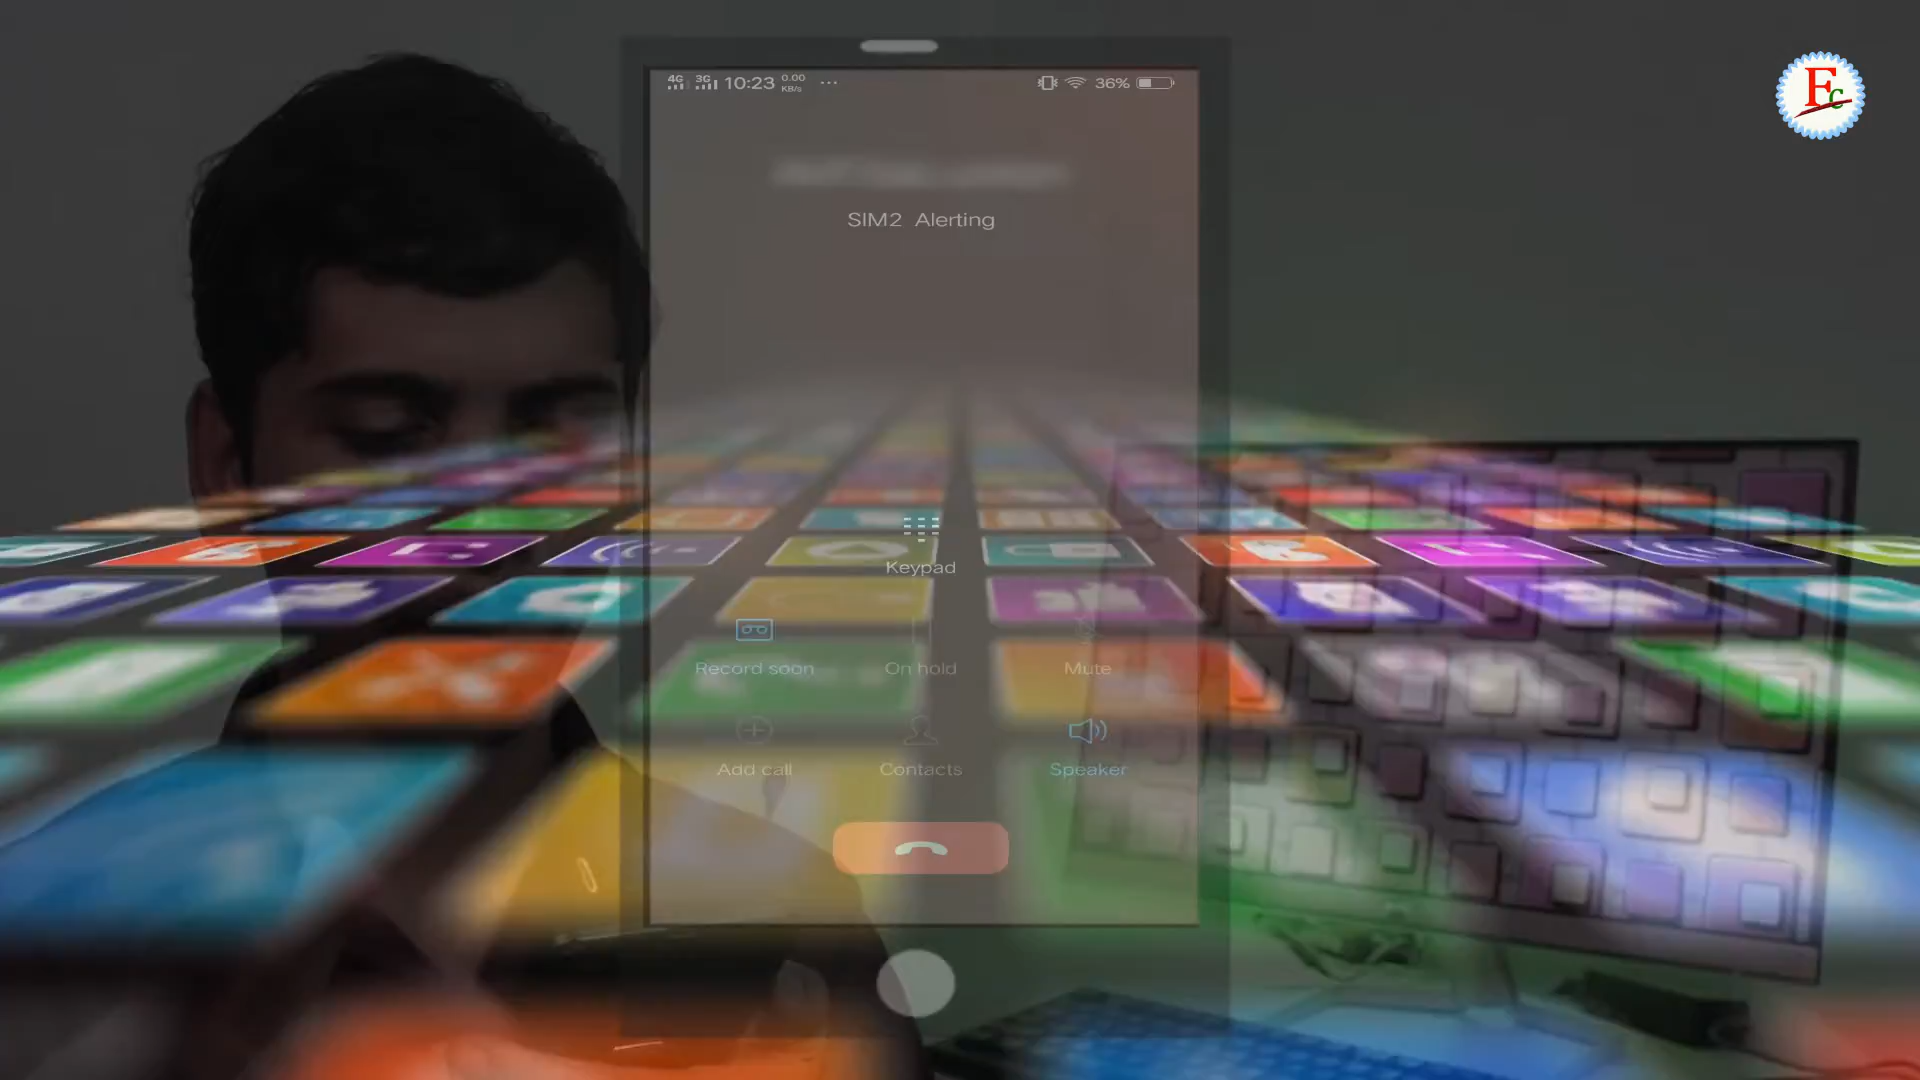 4G 3G 10:23 0.00 KB/s ... 36%
SIM2 Alerting
Keypad
Record soon On hold Mute
Add call Contacts Speaker
Fc